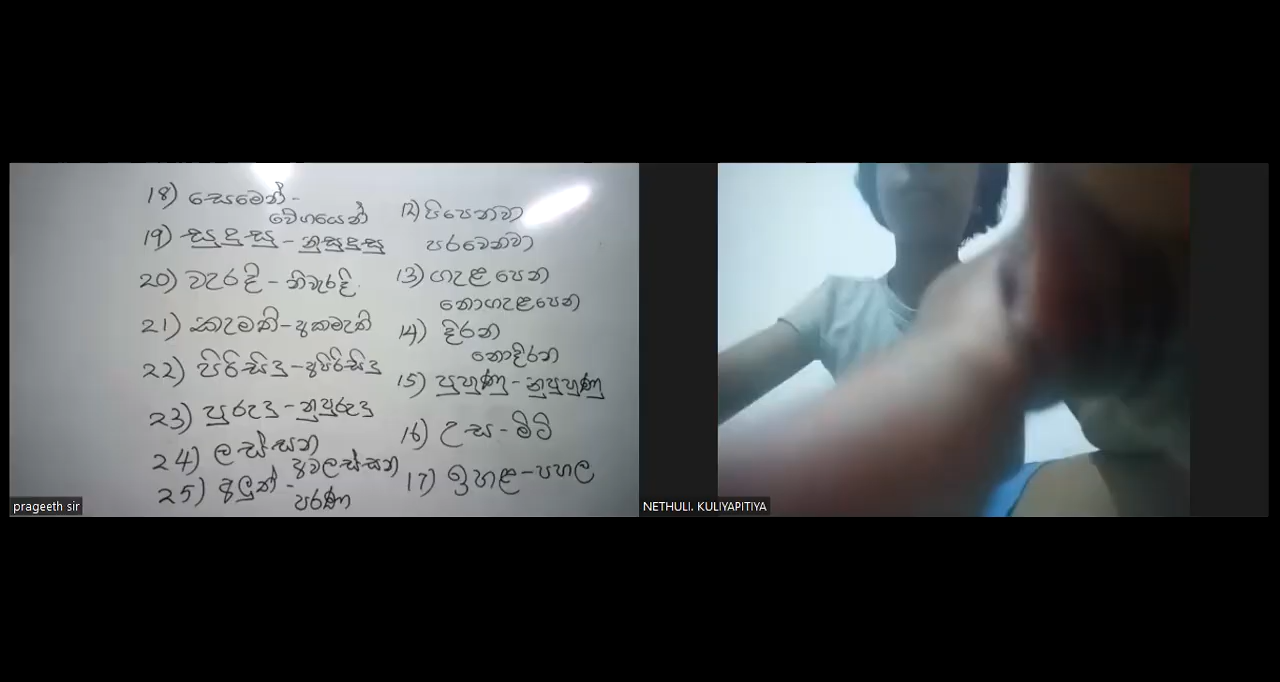 18) සෙමෙන් -
වේගයෙන්
19) සුදුසු - නුසුදුසු
20) වැරදි - නිවැරදි.
21) කැමති - අකමැති
22) පිරිසිදු - අපිරිසිදු
23) පුරුදු - නුපුරුදු
24) ලස්සන
අවලස්සන
25) අලුත් -
පරණ
12) පිපෙනවා
පරවෙනවා
13) ගැළපෙන
නොගැළපෙන
14) දිරන
නොදිරන
15) පුහුණු - නුපුහුණු
16) උස - මිටි
17) ඉහළ - පහල
prageeth sir
NETHULI. KULIYAPITIYA